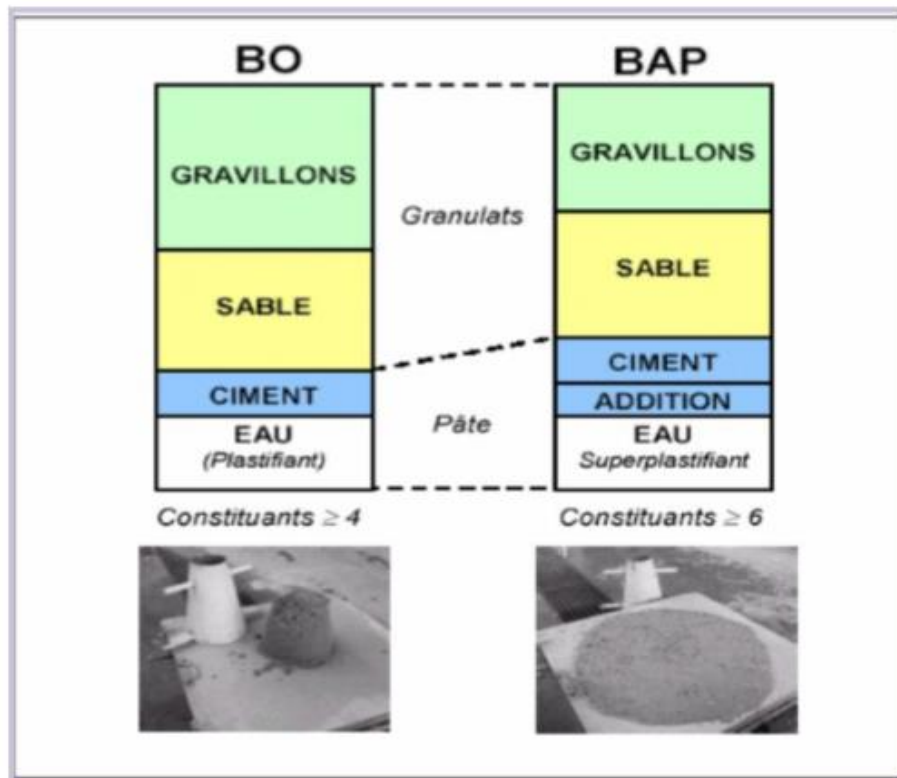 BO
BAP
GRAVILLONS
GRAVILLONS
Granulats
SABLE
SABLE
CIMENT
CIMENT
ADDITION
Pâte
EAU
(Plastifiant)
EAU
Superplastifiant
Constituants ≥ 4
Constituants ≥ 6